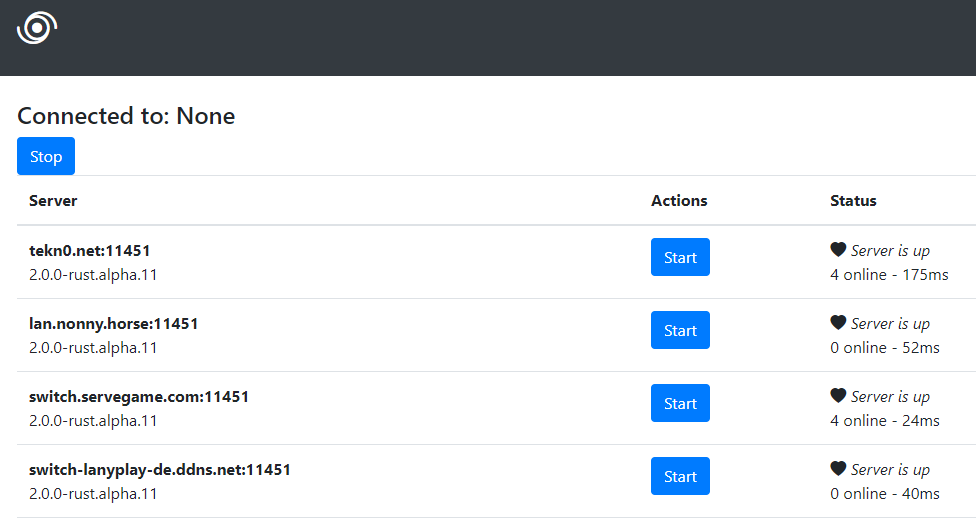 Connected to: None
Stop
Server Actions Status
tekn0.net:11451 Start Server is up
2.0.0-rust.alpha.11 4 online - 175ms
lan.nonny.horse:11451 Start Server is up
2.0.0-rust.alpha.11 0 online - 52ms
switch.servegame.com:11451 Start Server is up
2.0.0-rust.alpha.11 4 online - 24ms
switch-lanyplay-de.ddns.net:11451 Start Server is up
2.0.0-rust.alpha.11 0 online - 40ms